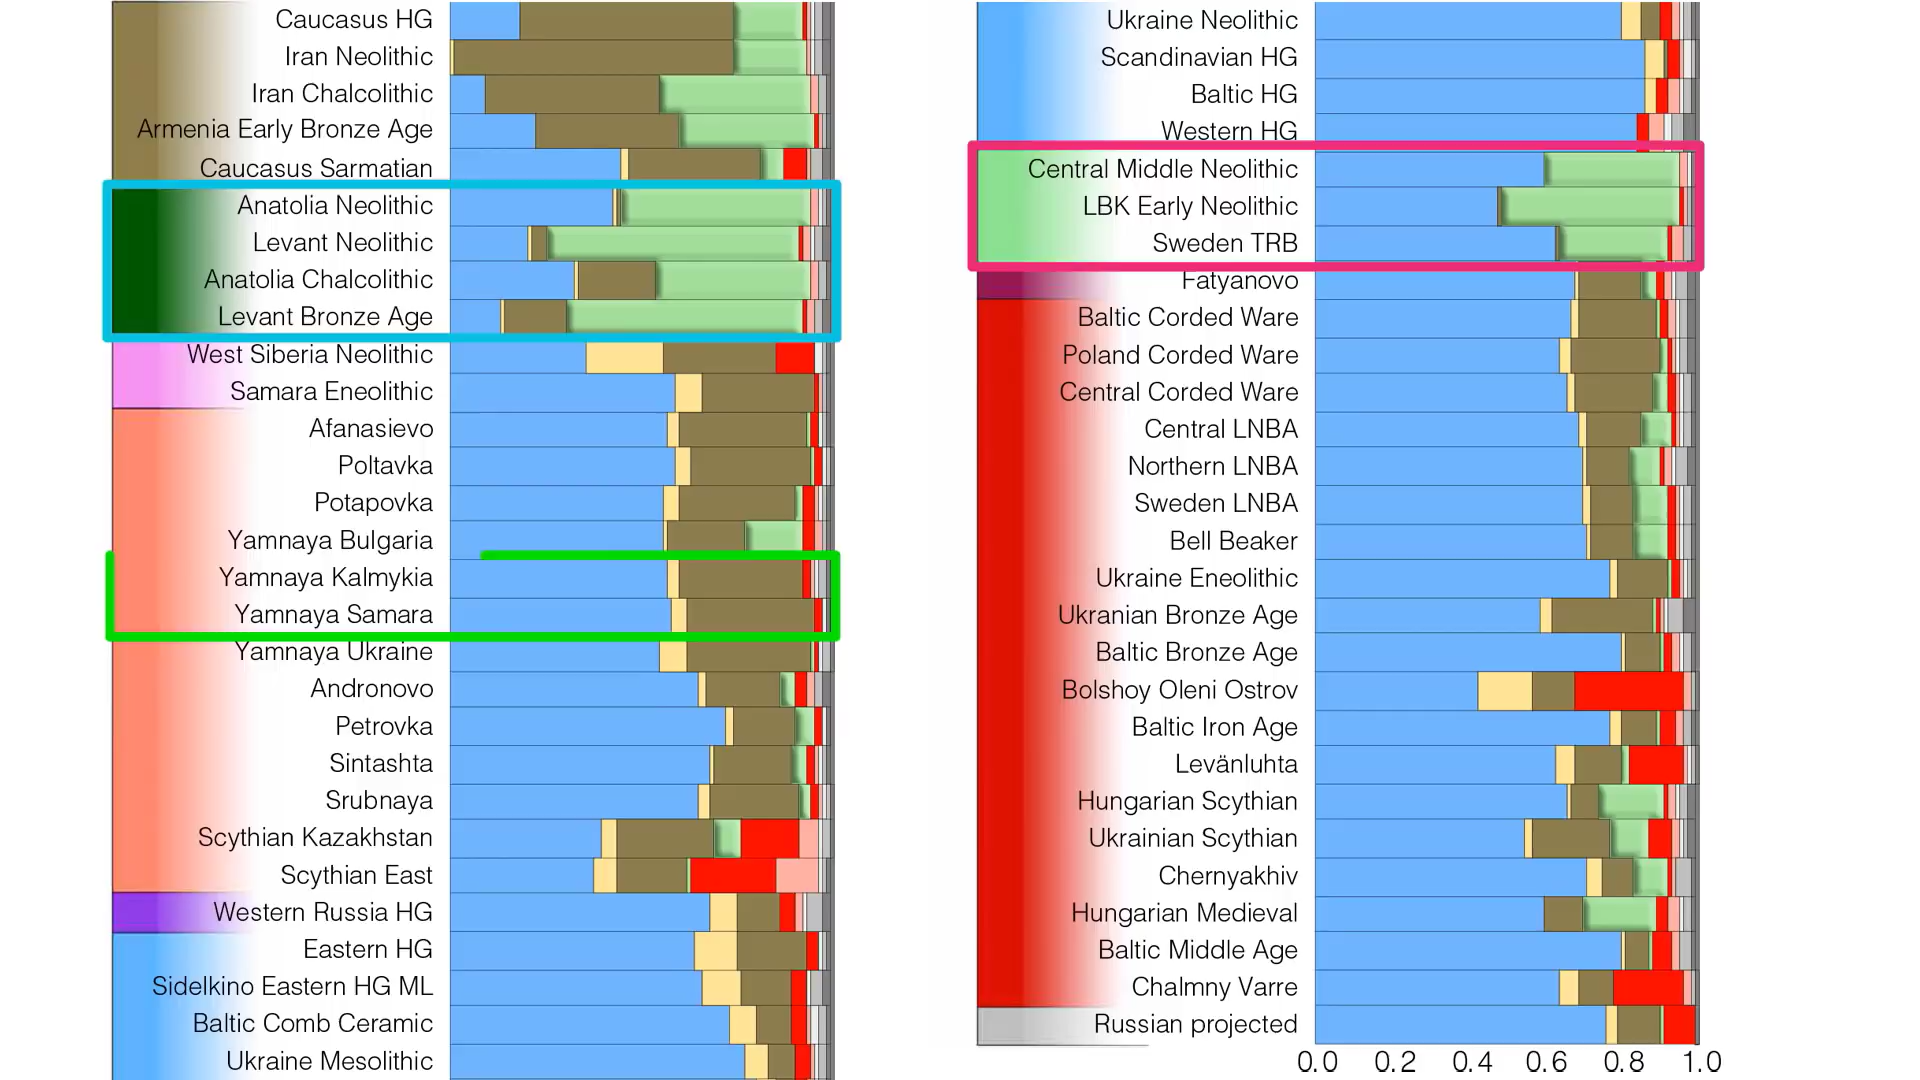 Caucasus HG
Iran Neolithic
Iran Chalcolithic
Armenia Early Bronze Age
Caucasus Sarmatian
Anatolia Neolithic
Levant Neolithic
Anatolia Chalcolithic
Levant Bronze Age
West Siberia Neolithic
Samara Eneolithic
Afanasievo
Poltavka
Potapovka
Yamnaya Bulgaria
Yamnaya Kalmykia
Yamnaya Samara
Yamnaya Ukraine
Andronovo
Petrovka
Sintashta
Srubnaya
Scythian Kazakhstan
Scythian East
Western Russia HG
Eastern HG
Sidelkino Eastern HG ML
Baltic Comb Ceramic
Ukraine Mesolithic
Ukraine Neolithic
Scandinavian HG
Baltic HG
Western HG
Central Middle Neolithic
LBK Early Neolithic
Sweden TRB
Fatyanovo
Baltic Corded Ware
Poland Corded Ware
Central Corded Ware
Central LNBA
Northern LNBA
Sweden LNBA
Bell Beaker
Ukraine Eneolithic
Ukranian Bronze Age
Baltic Bronze Age
Bolshoy Oleni Ostrov
Baltic Iron Age
Levänluhta
Hungarian Scythian
Ukrainian Scythian
Chernyakhiv
Hungarian Medieval
Baltic Middle Age
Chalmny Varre
Russian projected
0.0 0.2 0.4 0.6 0.8 1.0